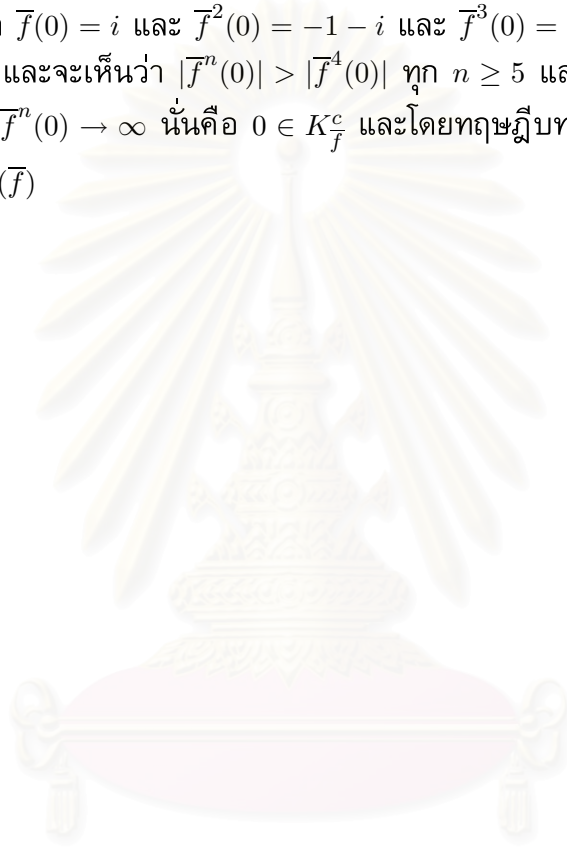 $\overline{f}(0) = i$ และ $\overline{f}^2(0) = -1 - i$ และ $\overline{f}^3(0) =$
และจะเห็นว่า $|\overline{f}^n(0)| > |\overline{f}^4(0)|$ ทุก $n \geq 5$
$\overline{f}^n(0) \to \infty$ นั่นคือ $0 \in K^c_{\overline{f}}$ และโดยทฤษฎีบท
$(\overline{f})$